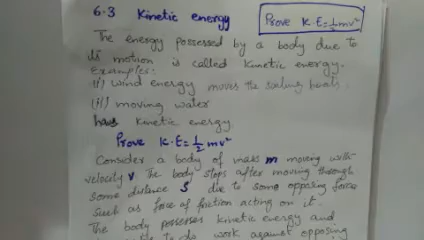 6.3 Kinetic energy
Prove K.E=½mv²
The energy possessed by a body due to
its motion is called kinetic energy.
Examples:
(i) wind energy moves the sailing boats.
(ii) moving water
has kinetic energy
Prove K.E=½mv²
Consider a body of mass m moving with
velocity v. The body stops after moving through
some distance S due to some opposing force
such as force of friction acting on it.
The body possesses kinetic energy and
to do work against opposing